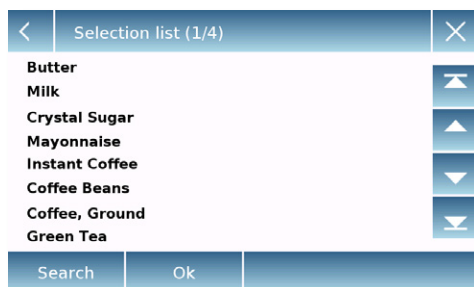 Selection list (1/4)
Butter
Milk
Crystal Sugar
Mayonnaise
Instant Coffee
Coffee Beans
Coffee, Ground
Green Tea
Search
Ok